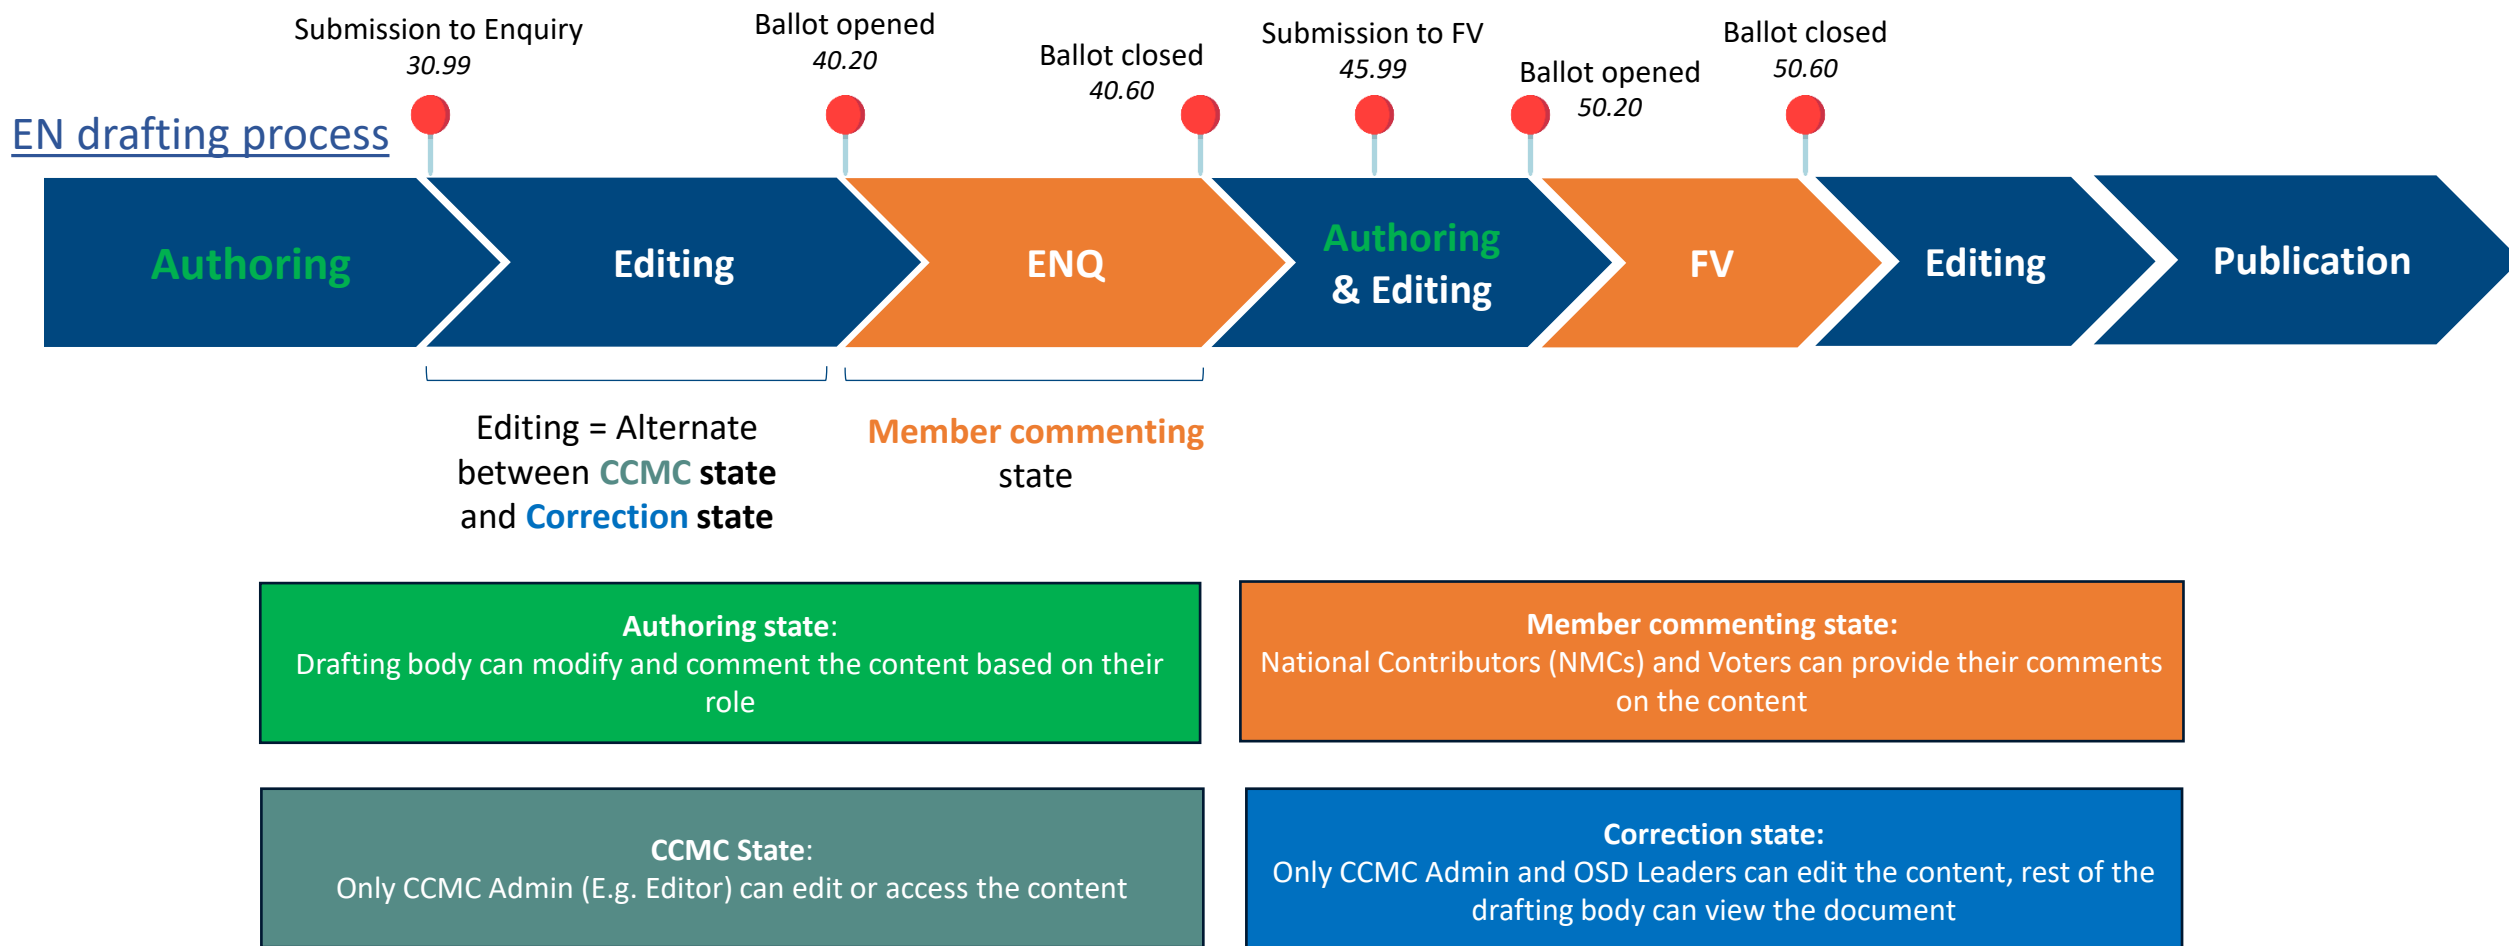 Submission to Enquiry
30.99
Ballot opened
40.20
Ballot closed
40.60
Submission to FV
45.99
Ballot opened
50.20
Ballot closed
50.60
EN drafting process
Authoring
Editing
ENQ
Authoring
& Editing
FV
Editing
Publication
Editing = Alternate
between CCMC state
and Correction state
Member commenting
state
Authoring state:
Drafting body can modify and comment the content based on their
role
Member commenting state:
National Contributors (NMCs) and Voters can provide their comments
on the content
CCMC State:
Only CCMC Admin (E.g. Editor) can edit or access the content
Correction state:
Only CCMC Admin and OSD Leaders can edit the content, rest of the
drafting body can view the document